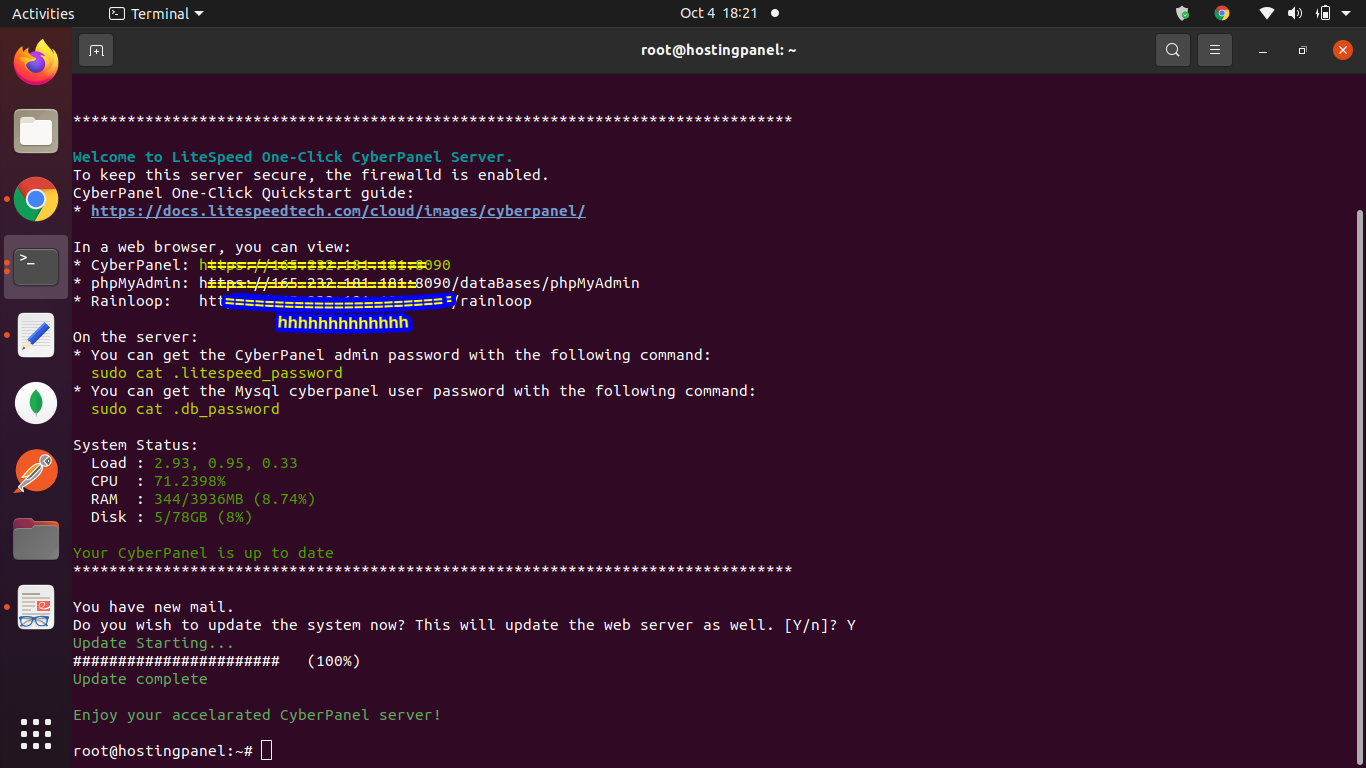 Activities
Terminal
Oct 4 18:21
root@hostingpanel: ~
********************************************************************************
Welcome to LiteSpeed One-Click CyberPanel Server.
To keep this server secure, the firewalld is enabled.
CyberPanel One-Click Quickstart guide:
* https://docs.litespeedtech.com/cloud/images/cyberpanel/
In a web browser, you can view:
* CyberPanel: 8090
* phpMyAdmin: 8090/dataBases/phpMyAdmin
* Rainloop: /rainloop
hhhhhhhhhhhhh
On the server:
* You can get the CyberPanel admin password with the following command:
sudo cat .litespeed_password
* You can get the Mysql cyberpanel user password with the following command:
sudo cat .db_password
System Status:
Load : 2.93, 0.95, 0.33
CPU : 71.2398%
RAM : 344/3936MB (8.74%)
Disk : 5/78GB (8%)
Your CyberPanel is up to date
********************************************************************************
You have new mail.
Do you wish to update the system now? This will update the web server as well. [Y/n]? Y
Update Starting...
####################### (100%)
Update complete
Enjoy your accelarated CyberPanel server!
root@hostingpanel:~#